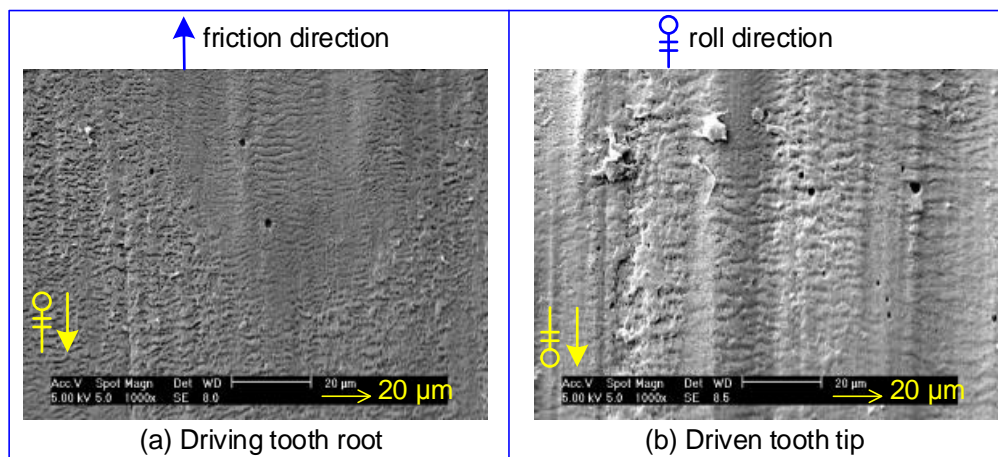 friction direction
roll direction
Acc.V Spot Magn Det WD 20 µm
5.00 kV 5.0 1000x SE 8.0
20 µm
Acc.V Spot Magn Det WD 20 µm
5.00 kV 5.0 1000x SE 8.5
20 µm
(a) Driving tooth root
(b) Driven tooth tip